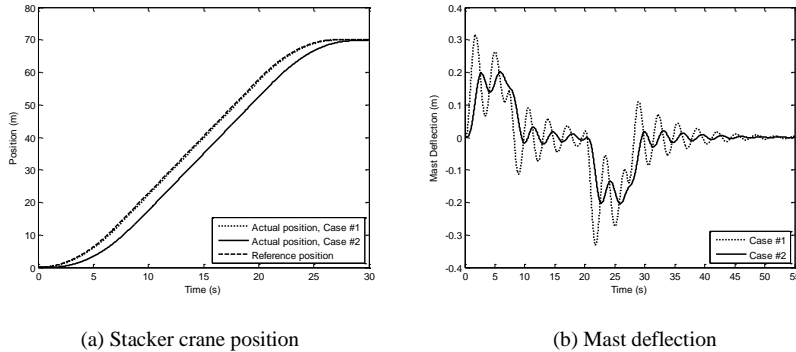 80
70
60
50
40
30
20
10
0
Position (m)
0 5 10 15 20 25 30
Time (s)
Actual position, Case #1
Actual position, Case #2
Reference position
(a) Stacker crane position
0.4
0.3
0.2
0.1
0
-0.1
-0.2
-0.3
-0.4
Mast Deflection (m)
0 5 10 15 20 25 30 35 40 45 50 55
Time (s)
Case #1
Case #2
(b) Mast deflection